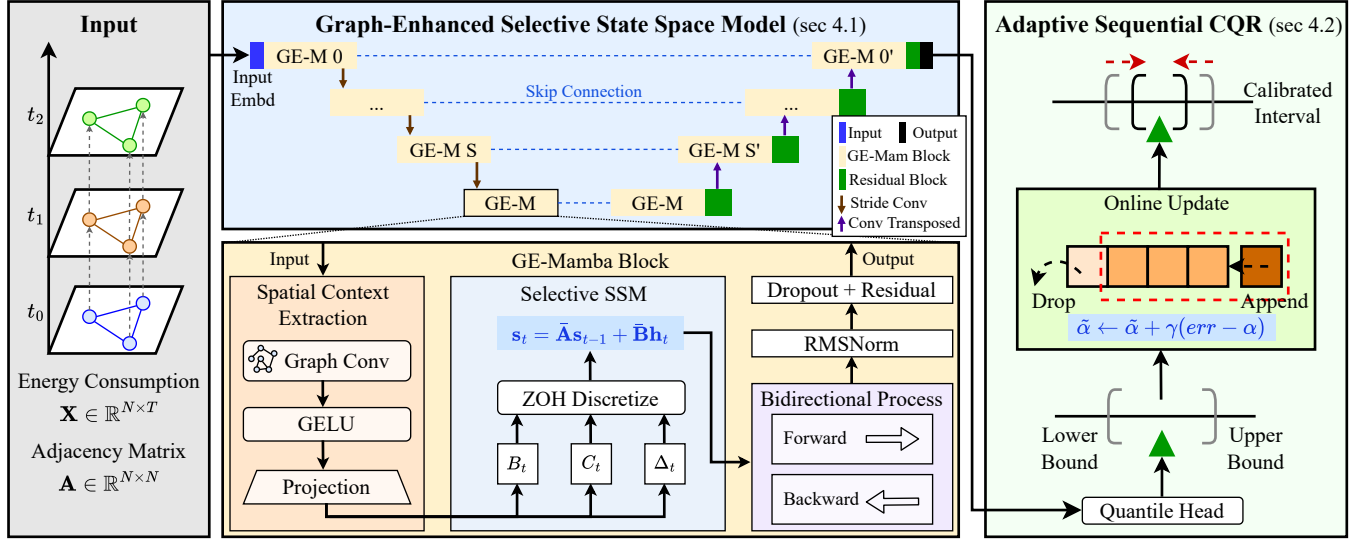 Input
t₂
t₁
t₀
Energy Consumption
𝐗 ∈ ℝ^{N×T}
Adjacency Matrix
𝐀 ∈ ℝ^{N×N}
Graph-Enhanced Selective State Space Model (sec 4.1)
GE-M 0
GE-M 0'
Input
Embd
...
Skip Connection
...
GE-M S
GE-M S'
GE-M
GE-M
Input
Output
GE-Mam Block
Residual Block
Stride Conv
Conv Transposed
Input
GE-Mamba Block
Output
Spatial Context
Extraction
Graph Conv
GELU
Projection
Selective SSM
𝐬_t = 𝐀̄𝐬_{t−1} + 𝐁̄𝐡_t
ZOH Discretize
B_t
C_t
Δ_t
Dropout + Residual
RMSNorm
Bidirectional Process
Forward
Backward
Adaptive Sequential CQR (sec 4.2)
Calibrated
Interval
Online Update
Drop
Append
α̃ ← α̃ + γ(err − α)
Lower
Bound
Upper
Bound
Quantile Head